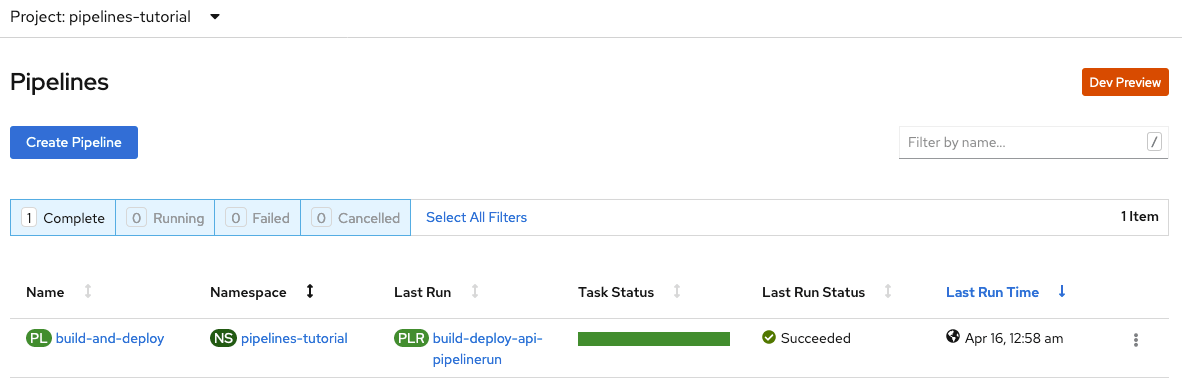 Project: pipelines-tutorial
Pipelines
Dev Preview
Create Pipeline
Filter by name...
/
1 Complete 0 Running 0 Failed 0 Cancelled Select All Filters 1 Item
Name Namespace Last Run Task Status Last Run Status Last Run Time
PL build-and-deploy NS pipelines-tutorial PLR build-deploy-api- Succeeded Apr 16, 12:58 am
pipelinerun